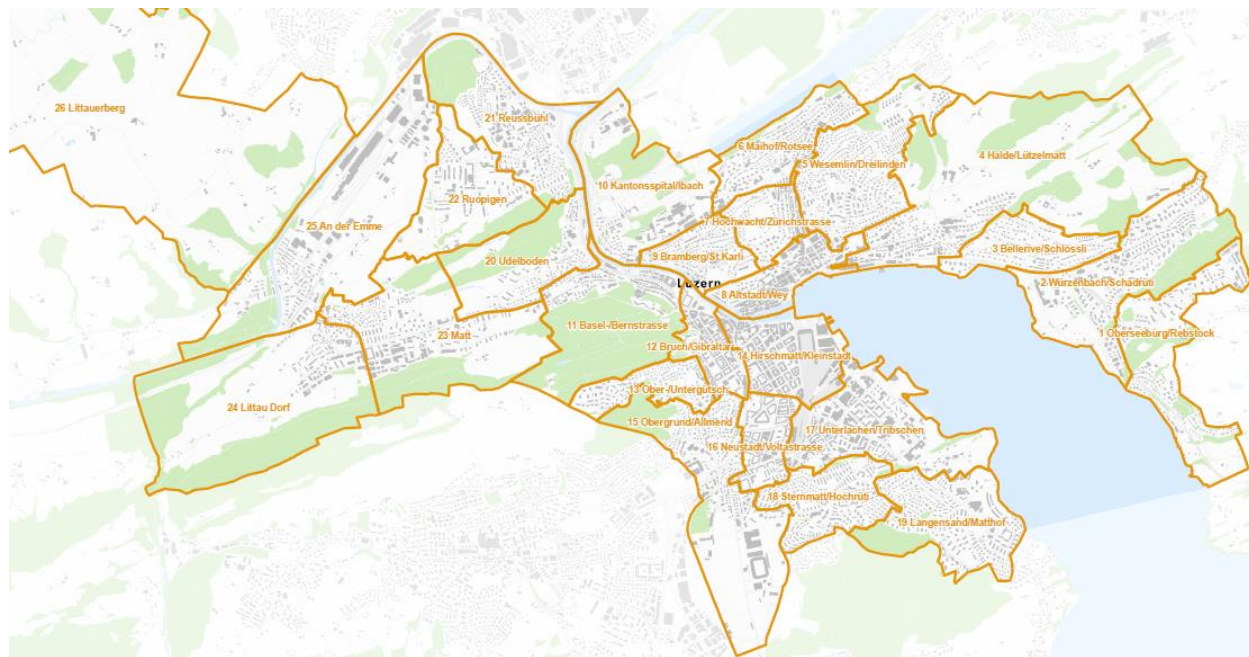 26 Littauerberg
21 Reussbühl
6 Maihof/Rotsee
5 Wesemlin/Dreilinden
4 Halde/Lützelmatt
10 Kantonsspital/Ibach
22 Ruopigen
7 Hochwacht/Zürichstrasse
25 An der Emme
3 Bellerive/Schlössli
9 Bramberg/St.Karli
20 Udelboden
2 Würzenbach/Schädrüti
Luzern
8 Altstadt/Wey
11 Basel-/Bernstrasse
1 Oberseeburg/Rebstock
23 Matt
12 Bruch/Gibraltar
14 Hirschmatt/Kleinstadt
13 Ober-/Untergütsch
24 Littau Dorf
15 Obergrund/Allmend
17 Unterlachen/Tribschen
16 Neustadt/Voltastrasse
18 Sternmatt/Hochrüti
19 Langensand/Matthof